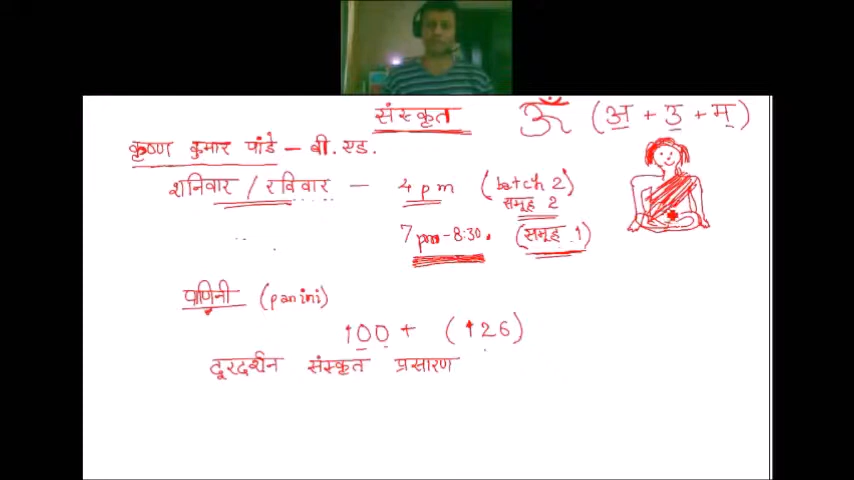 संस्कृत
ॐ (अ + उ + म)
कृष्ण कुमार पांडे – बी.एड.
शनिवार / रविवार – 4 pm (batch 2)
समूह 2
7 pm – 8:30. (समूह 1)
पाणिनी (panini)
100 + (126)
दूरदर्शन संस्कृत प्रसारण